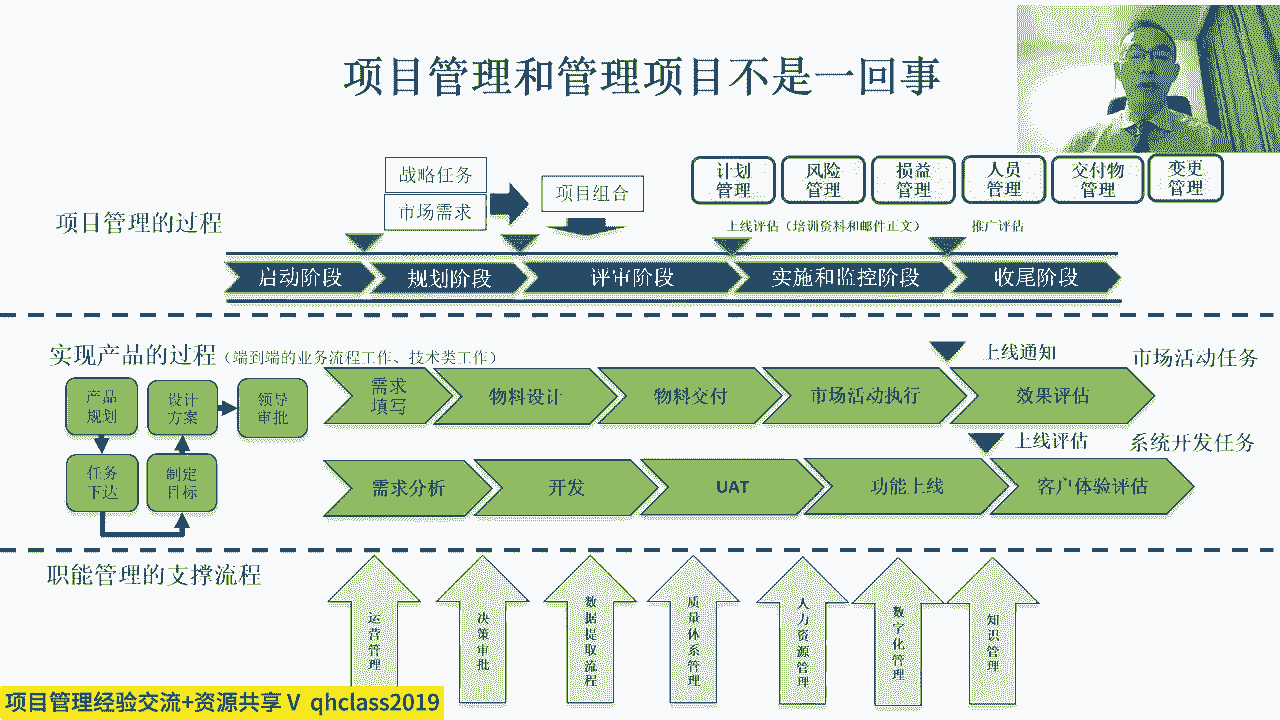 项目管理和管理项目不是一回事
战略任务
市场需求
项目组合
计划
管理
风险
管理
损益
管理
人员
管理
交付物
管理
变更
管理
项目管理的过程
上线评估（培训资料和邮件正文）
推广评估
启动阶段
规划阶段
评审阶段
实施和监控阶段
收尾阶段
实现产品的过程（端到端的业务流程工作、技术类工作）
上线通知
市场活动任务
产品
规划
设计
方案
领导
审批
任务
下达
制定
目标
需求
填写
物料设计
物料交付
市场活动执行
效果评估
上线评估
系统开发任务
需求分析
开发
UAT
功能上线
客户体验评估
职能管理的支撑流程
运营管理
决策审批
数据提取流程
质量体系管理
人力资源管理
数字化管理
知识管理
项目管理经验交流+资源共享 V qhclass2019